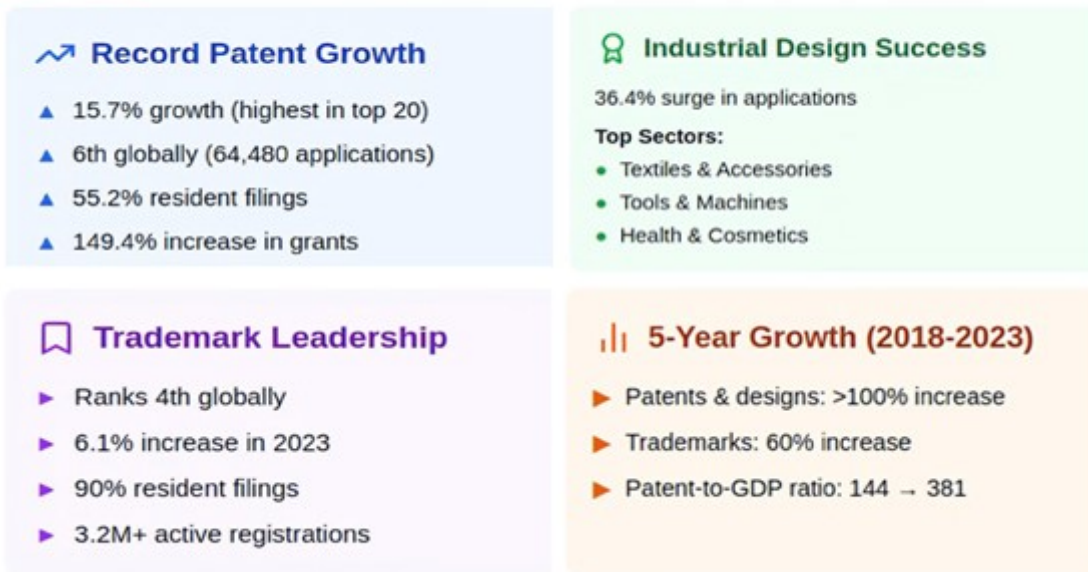 Record Patent Growth
15.7% growth (highest in top 20)
6th globally (64,480 applications)
55.2% resident filings
149.4% increase in grants
Industrial Design Success
36.4% surge in applications
Top Sectors:
Textiles & Accessories
Tools & Machines
Health & Cosmetics
Trademark Leadership
Ranks 4th globally
6.1% increase in 2023
90% resident filings
3.2M+ active registrations
5-Year Growth (2018-2023)
Patents & designs: >100% increase
Trademarks: 60% increase
Patent-to-GDP ratio: 144 → 381